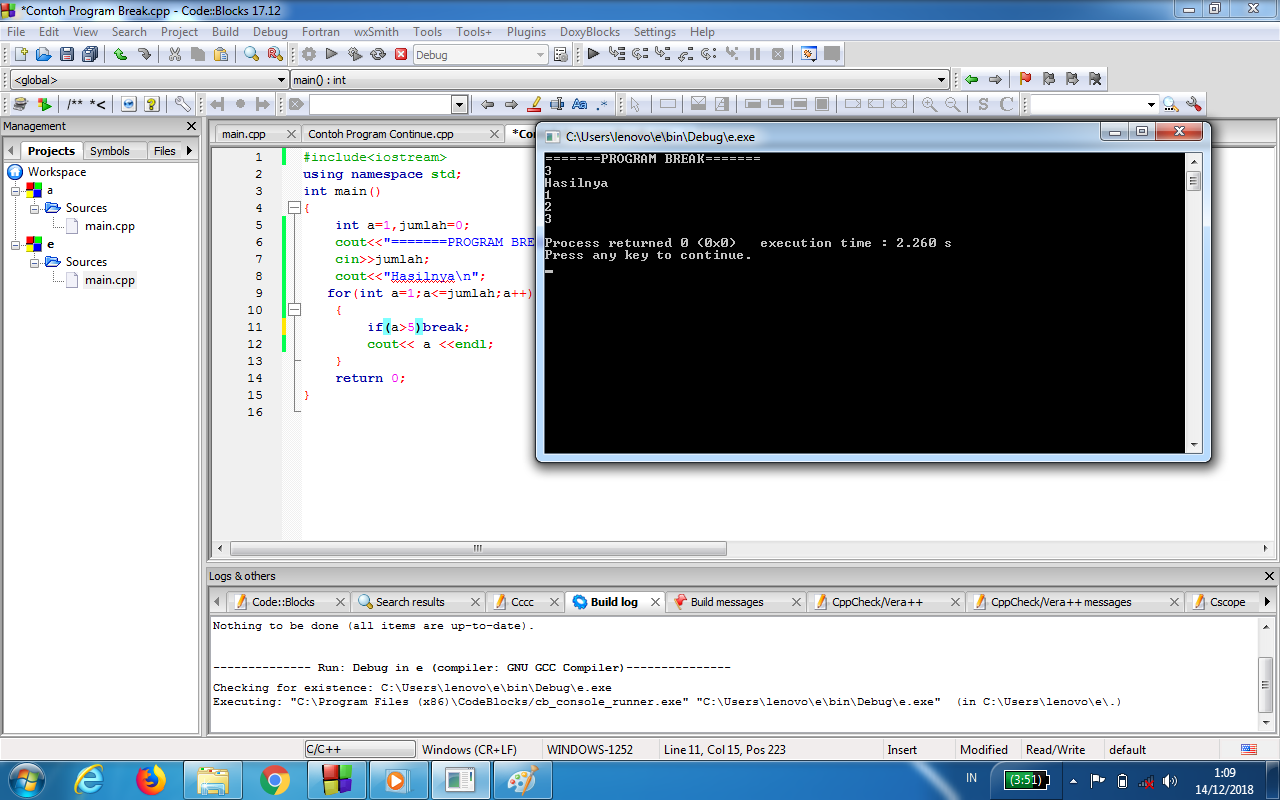 *Contoh Program Break.cpp - Code::Blocks 17.12
File Edit View Search Project Build Debug Fortran wxSmith Tools Tools+ Plugins DoxyBlocks Settings Help
Debug
<global> main() : int
/** *<
Aa .*
S C
Management
Projects Symbols Files
Workspace
a
Sources
main.cpp
e
Sources
main.cpp
main.cpp Contoh Program Continue.cpp *Co
1 #include<iostream>
2 using namespace std;
3 int main()
4 {
5 int a=1,jumlah=0;
6 cout<<"=======PROGRAM BRE
7 cin>>jumlah;
8 cout<<"Hasilnya\n";
9 for(int a=1;a<=jumlah;a++)
10 {
11 if(a>5)break;
12 cout<< a <<endl;
13 }
14 return 0;
15 }
16
C:\Users\lenovo\e\bin\Debug\e.exe
=======PROGRAM BREAK=======
3
Hasilnya
1
2
3
Process returned 0 (0x0) execution time : 2.260 s
Press any key to continue.
Logs & others
Code::Blocks Search results Cccc Build log Build messages CppCheck/Vera++ CppCheck/Vera++ messages Cscope
Nothing to be done (all items are up-to-date).
-------------- Run: Debug in e (compiler: GNU GCC Compiler)---------------
Checking for existence: C:\Users\lenovo\e\bin\Debug\e.exe
Executing: "C:\Program Files (x86)\CodeBlocks/cb_console_runner.exe" "C:\Users\lenovo\e\bin\Debug\e.exe" (in C:\Users\lenovo\e\.)
C/C++ Windows (CR+LF) WINDOWS-1252 Line 11, Col 15, Pos 223 Insert Modified Read/Write default
IN (3:51) 1:09
14/12/2018